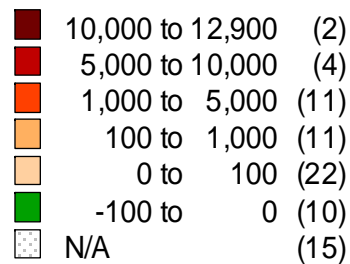 10,000 to 12,900 (2)
5,000 to 10,000 (4)
1,000 to 5,000 (11)
100 to 1,000 (11)
0 to 100 (22)
-100 to 0 (10)
N/A (15)